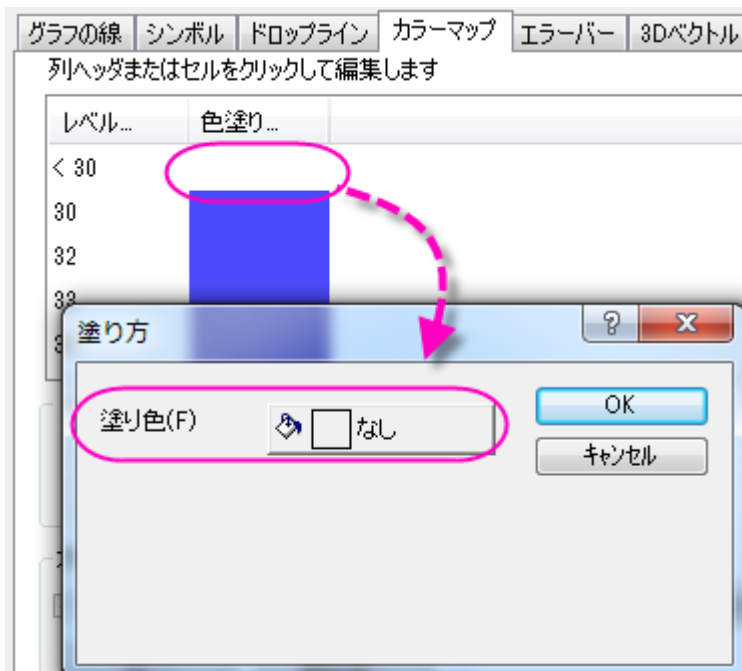 グラフの線 シンボル ドロップライン カラーマップ エラーバー 3Dベクトル
列ヘッダまたはセルをクリックして編集します
レベル... 色塗り...
< 30
30
32
33
塗り方
塗り色(F) なし
OK
キャンセル